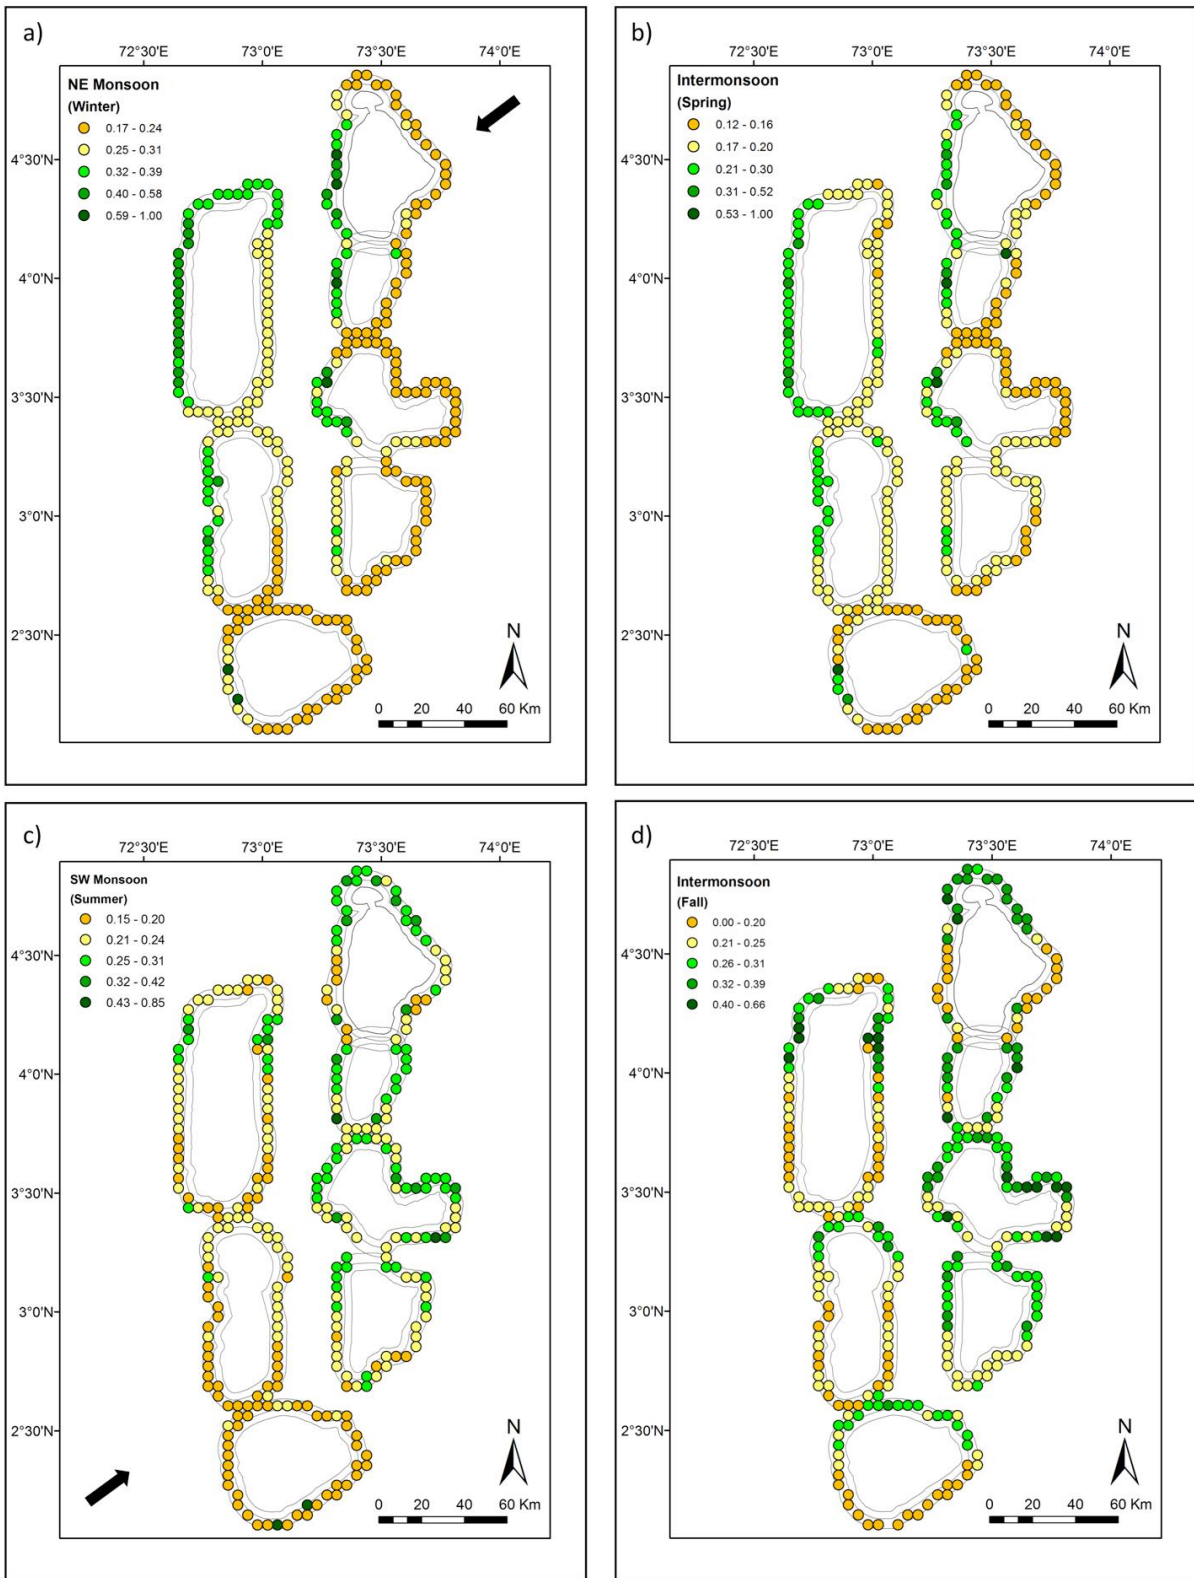 a)
72°30'E 73°0'E 73°30'E 74°0'E
NE Monsoon
(Winter)
0.17 - 0.24
0.25 - 0.31
0.32 - 0.39
0.40 - 0.58
0.59 - 1.00
4°30'N
4°0'N
3°30'N
3°0'N
2°30'N
N
0 20 40 60 Km
b)
72°30'E 73°0'E 73°30'E 74°0'E
Intermonsoon
(Spring)
0.12 - 0.16
0.17 - 0.20
0.21 - 0.30
0.31 - 0.52
0.53 - 1.00
4°30'N
4°0'N
3°30'N
3°0'N
2°30'N
N
0 20 40 60 Km
c)
72°30'E 73°0'E 73°30'E 74°0'E
SW Monsoon
(Summer)
0.15 - 0.20
0.21 - 0.24
0.25 - 0.31
0.32 - 0.42
0.43 - 0.85
4°30'N
4°0'N
3°30'N
3°0'N
2°30'N
N
0 20 40 60 Km
d)
72°30'E 73°0'E 73°30'E 74°0'E
Intermonsoon
(Fall)
0.00 - 0.20
0.21 - 0.25
0.26 - 0.31
0.32 - 0.39
0.40 - 0.66
4°30'N
4°0'N
3°30'N
3°0'N
2°30'N
N
0 20 40 60 Km